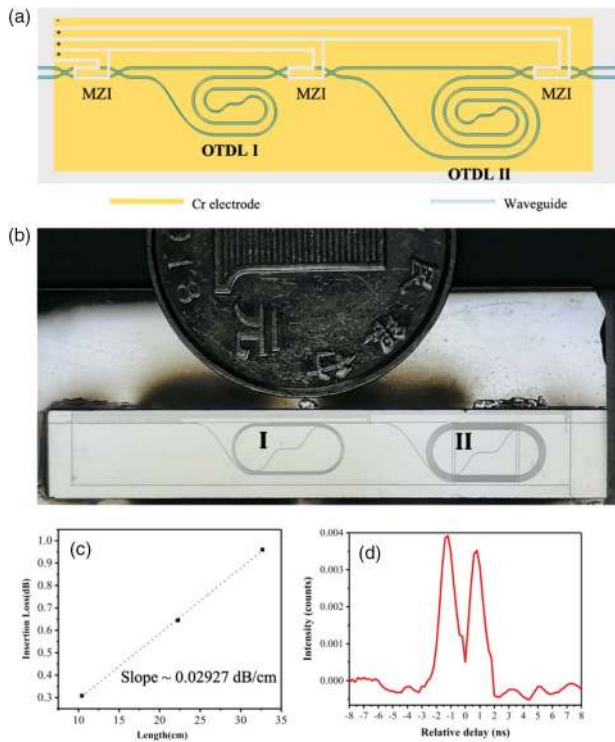 (a)
-
+
+
+
+
MZI
MZI
MZI
OTDL I
OTDL II
Cr electrode
Waveguide
(b)
I
II
(c)
1.0
0.9
0.8
0.7
0.6
0.5
0.4
0.3
Insertion Loss(dB)
Slope ~ 0.02927 dB/cm
10
15
20
25
30
35
Length(cm)
(d)
0.004
0.003
0.002
0.001
0.000
Intensity (counts)
-8 -7 -6 -5 -4 -3 -2 -1 0 1 2 3 4 5 6 7 8
Relative delay (ns)